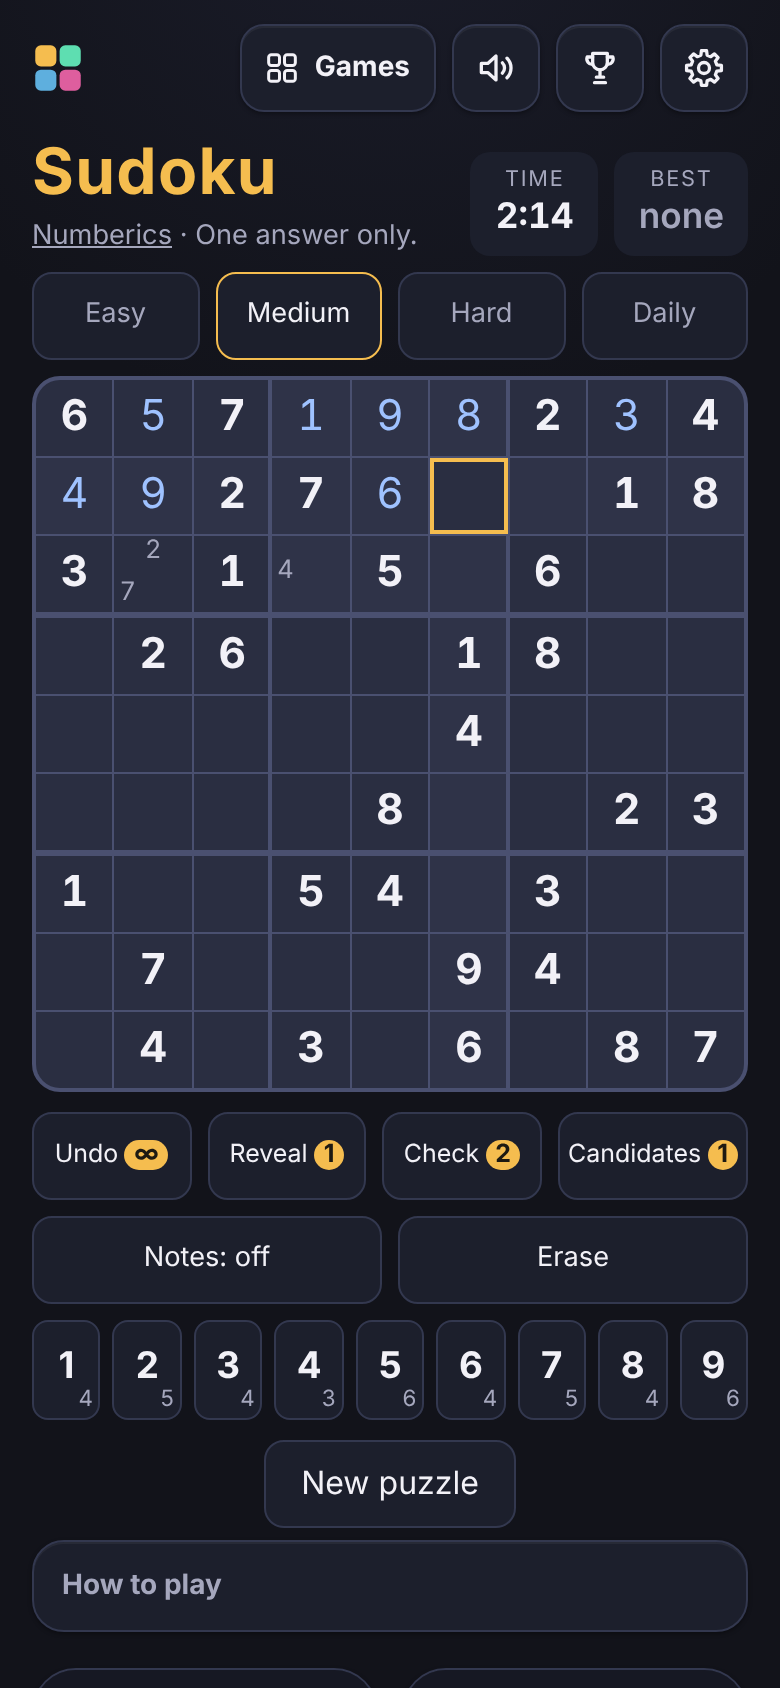 Games
Sudoku
Numberics · One answer only.
TIME
2:14
BEST
none
Easy Medium Hard Daily
6 5 7 1 9 8 2 3 4
4 9 2 7 6 1 8
3 2 7 1 4 5 6
2 6 1 8
4
8 2 3
1 5 4 3
7 9 4
4 3 6 8 7
Undo ∞ Reveal 1 Check 2 Candidates 1
Notes: off Erase
1 2 3 4 5 6 7 8 9
4 5 4 3 6 4 5 4 6
New puzzle
How to play